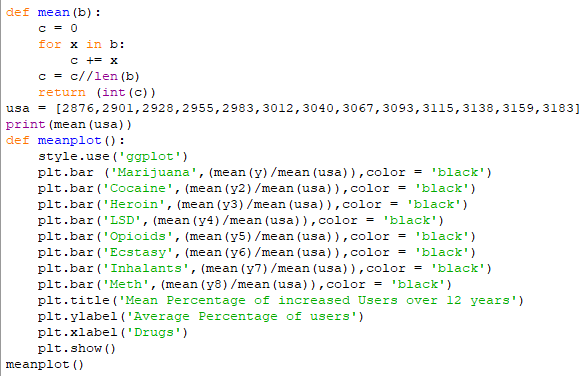 def mean(b):
    c = 0
    for x in b:
        c += x
    c = c//len(b)
    return (int(c))
usa = [2876,2901,2928,2955,2983,3012,3040,3067,3093,3115,3138,3159,3183]
print(mean(usa))
def meanplot():
    style.use('ggplot')
    plt.bar ('Marijuana',(mean(y)/mean(usa)),color = 'black')
    plt.bar('Cocaine',(mean(y2)/mean(usa)),color = 'black')
    plt.bar('Heroin',(mean(y3)/mean(usa)),color = 'black')
    plt.bar('LSD',(mean(y4)/mean(usa)),color = 'black')
    plt.bar('Opioids',(mean(y5)/mean(usa)),color = 'black')
    plt.bar('Ecstasy',(mean(y6)/mean(usa)),color = 'black')
    plt.bar('Inhalants',(mean(y7)/mean(usa)),color = 'black')
    plt.bar('Meth',(mean(y8)/mean(usa)),color = 'black')
    plt.title('Mean Percentage of increased Users over 12 years')
    plt.ylabel('Average Percentage of users')
    plt.xlabel('Drugs')
    plt.show()
meanplot()